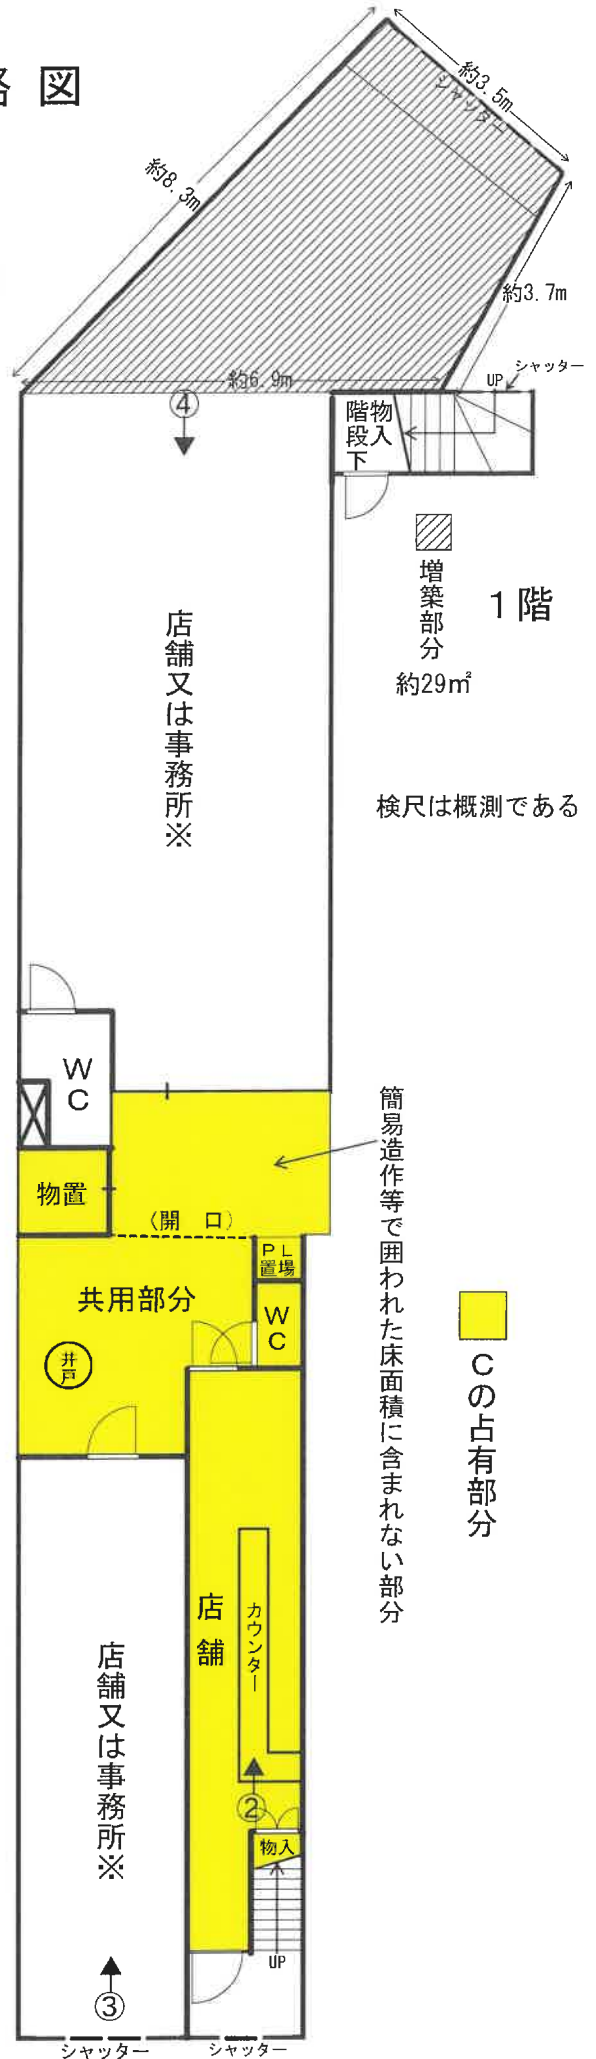 略図
約3.5m
シャッター
約8.3m
約3.7m
約6.9m
シャッター
UP
④
階段下物入
増築部分
約29㎡
1階
店舗又は事務所※
検尺は概測である
WC
物置
(開 口)
PL置場
共用部分
WC
井戸
簡易造作等で囲われた床面積に含まれない部分
Cの占有部分
店舗
カウンター
店舗又は事務所※
②
物入
UP
③
シャッター
シャッター